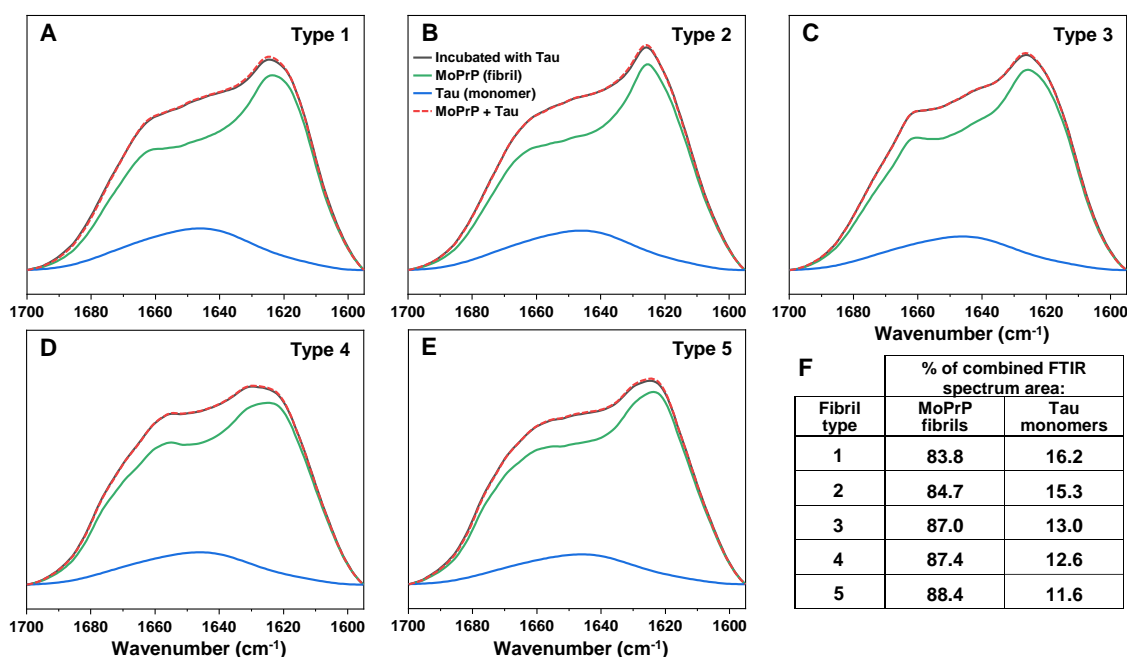 A
Type 1
1700 1680 1660 1640 1620 1600
B
Type 2
Incubated with Tau
MoPrP (fibril)
Tau (monomer)
MoPrP + Tau
1700 1680 1660 1640 1620 1600
C
Type 3
1700 1680 1660 1640 1620 1600
Wavenumber (cm⁻¹)
D
Type 4
1700 1680 1660 1640 1620 1600
Wavenumber (cm⁻¹)
E
Type 5
1700 1680 1660 1640 1620 1600
Wavenumber (cm⁻¹)
F
% of combined FTIR
spectrum area:
Fibril type
MoPrP fibrils
Tau monomers
1 83.8 16.2
2 84.7 15.3
3 87.0 13.0
4 87.4 12.6
5 88.4 11.6